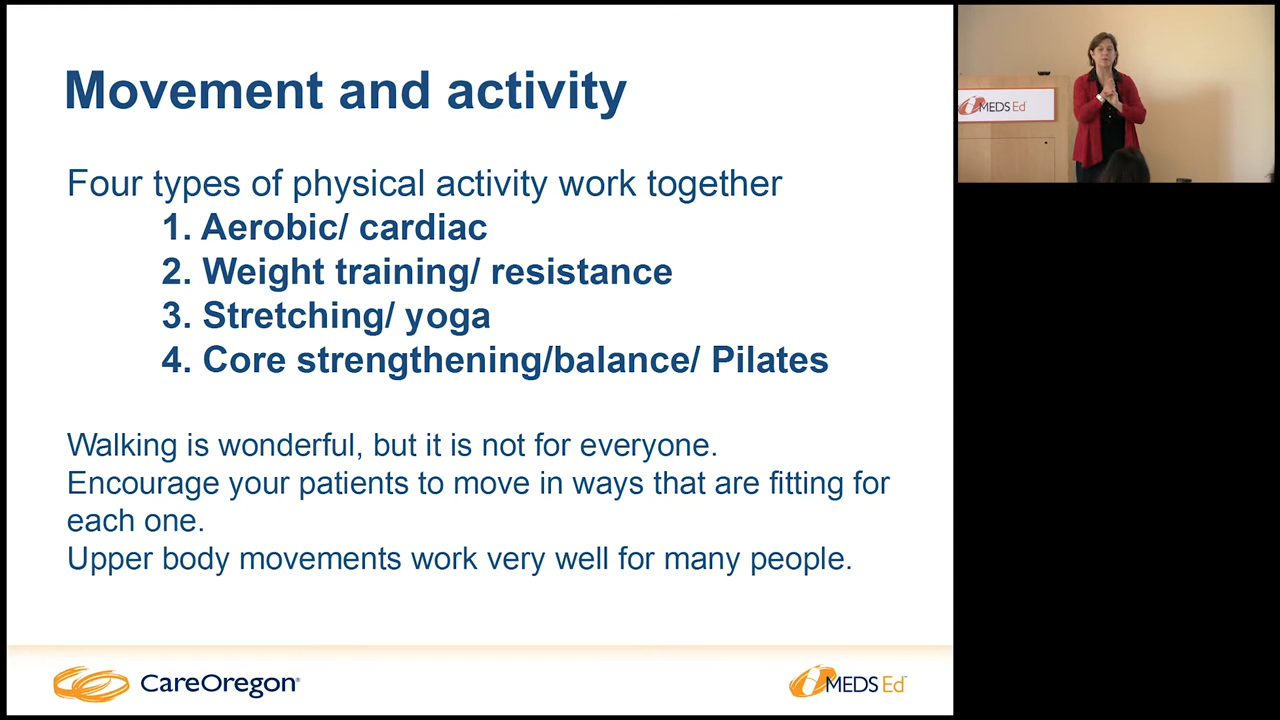 Movement and activity
Four types of physical activity work together
1. Aerobic/ cardiac
2. Weight training/ resistance
3. Stretching/ yoga
4. Core strengthening/balance/ Pilates
Walking is wonderful, but it is not for everyone.
Encourage your patients to move in ways that are fitting for
each one.
Upper body movements work very well for many people.
CareOregon®
iMEDS Ed
iMEDS Ed